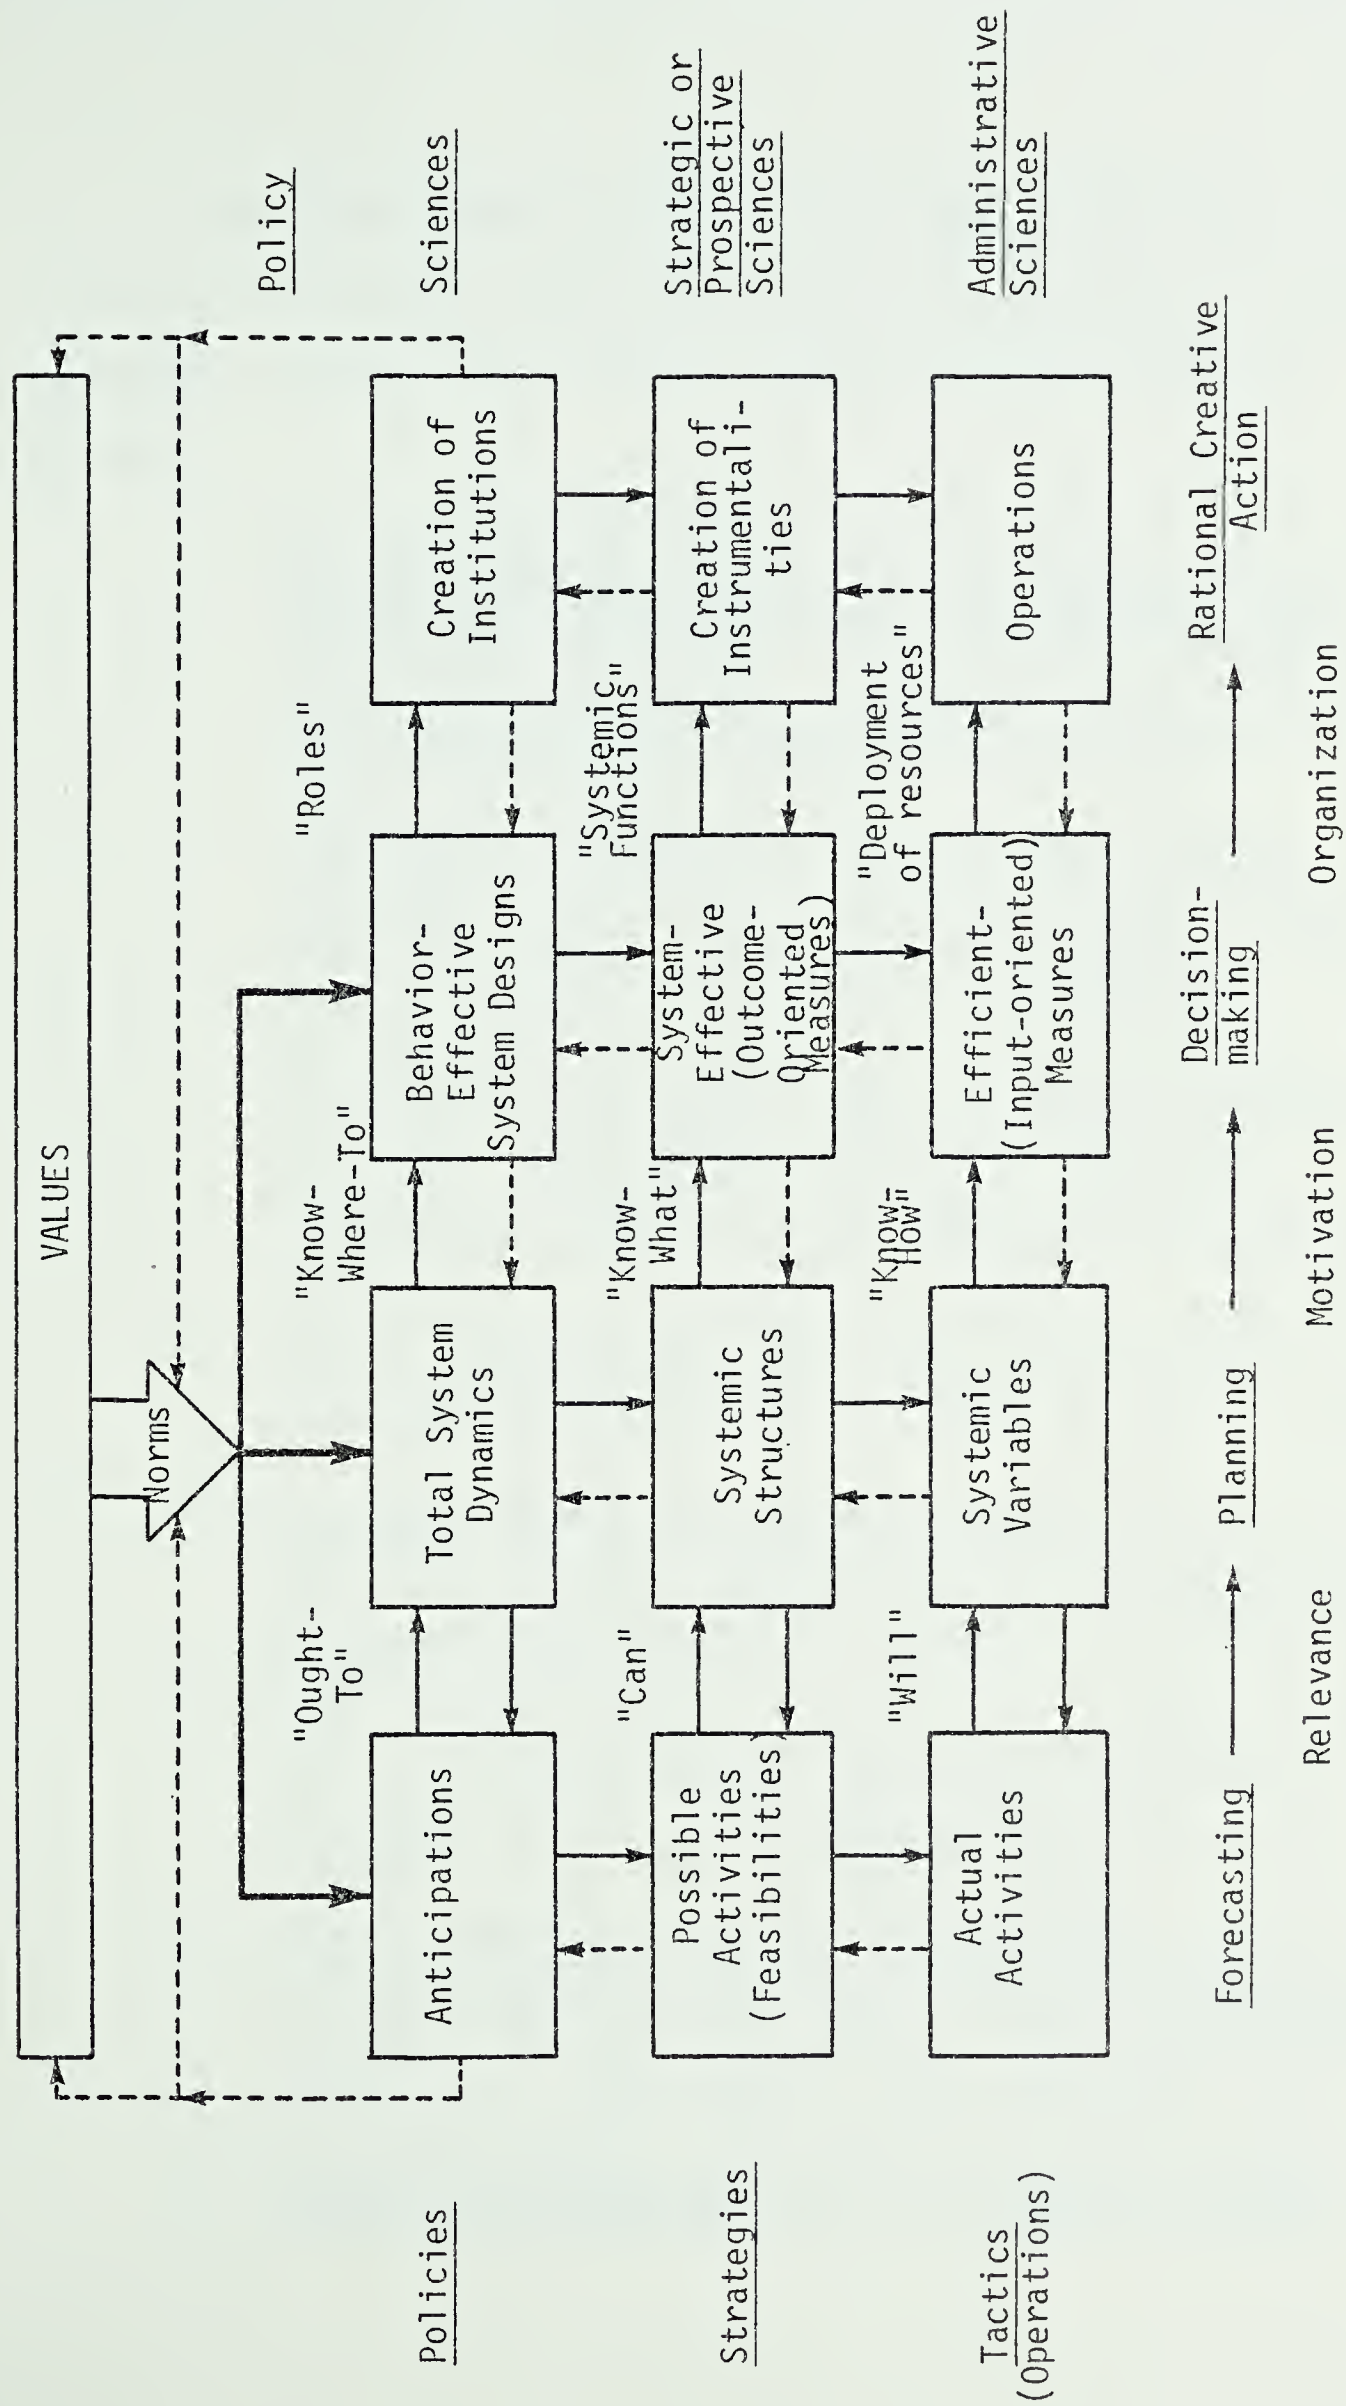 VALUES
Norms
Policy
"Ought-
To"
"Know-
Where-To"
"Roles"
Policies
Anticipations
Total System
Dynamics
Behavior-
Effective
System Designs
Creation of
Institutions
Sciences
"Can"
"Know-
What"
"Systemic
Functions"
Strategies
Possible
Activities
(Feasibilities)
Systemic
Structures
System-
Effective
(Outcome-
Oriented
Measures)
Creation of
Instrumentali-
ties
Strategic or
Prospective
Sciences
"Will"
"Know-
How"
"Deployment
of resources"
Tactics
(Operations)
Actual
Activities
Systemic
Variables
Efficient-
(Input-oriented)
Measures
Operations
Administrative
Sciences
Forecasting
Planning
Decision-
making
Rational Creative
Action
Relevance
Motivation
Organization